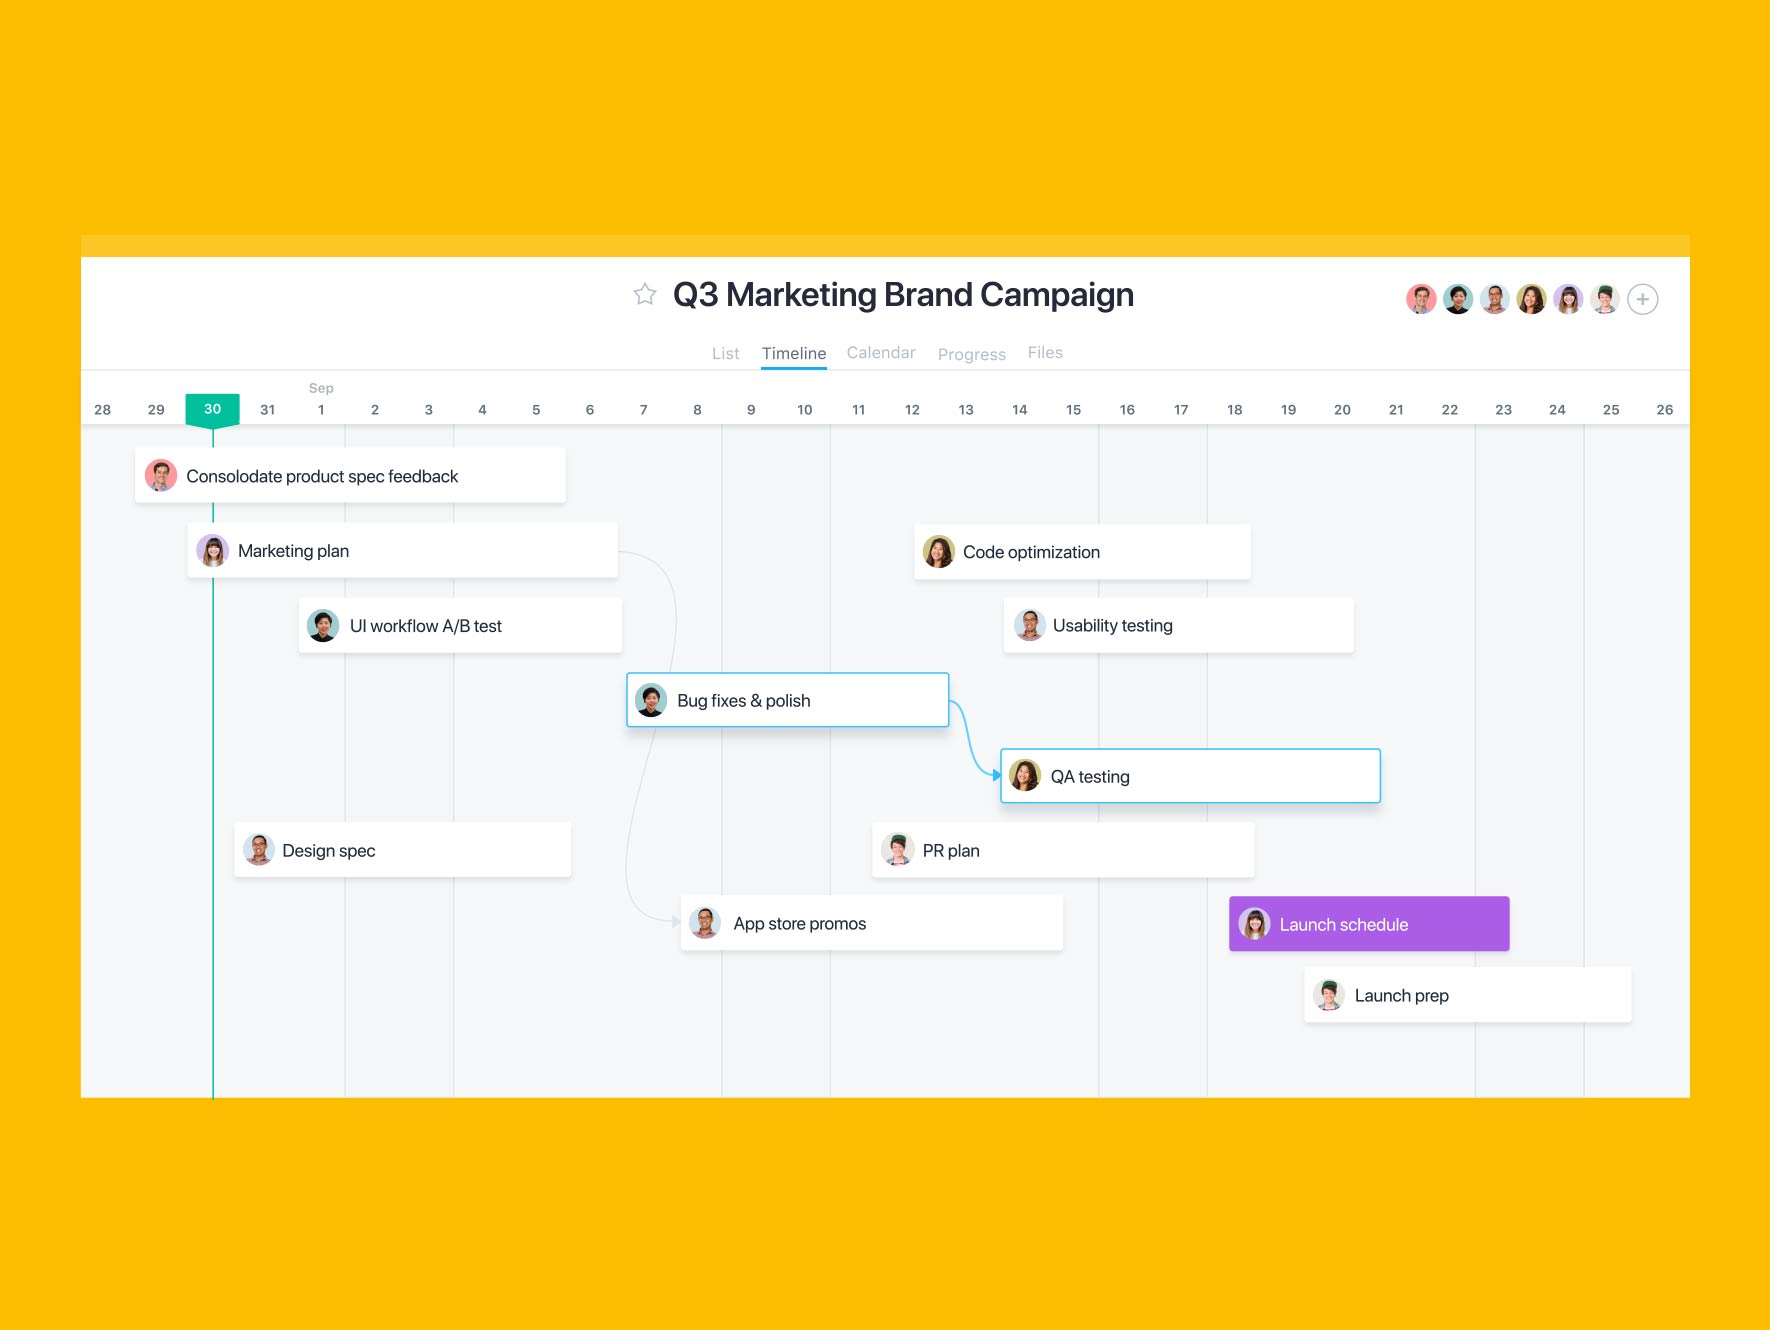 Q3 Marketing Brand Campaign
List Timeline Calendar Progress Files
Sep
28 29 30 31 1 2 3 4 5 6 7 8 9 10 11 12 13 14 15 16 17 18 19 20 21 22 23 24 25 26
Consolodate product spec feedback
Marketing plan
Code optimization
UI workflow A/B test
Usability testing
Bug fixes & polish
QA testing
Design spec
PR plan
App store promos
Launch schedule
Launch prep